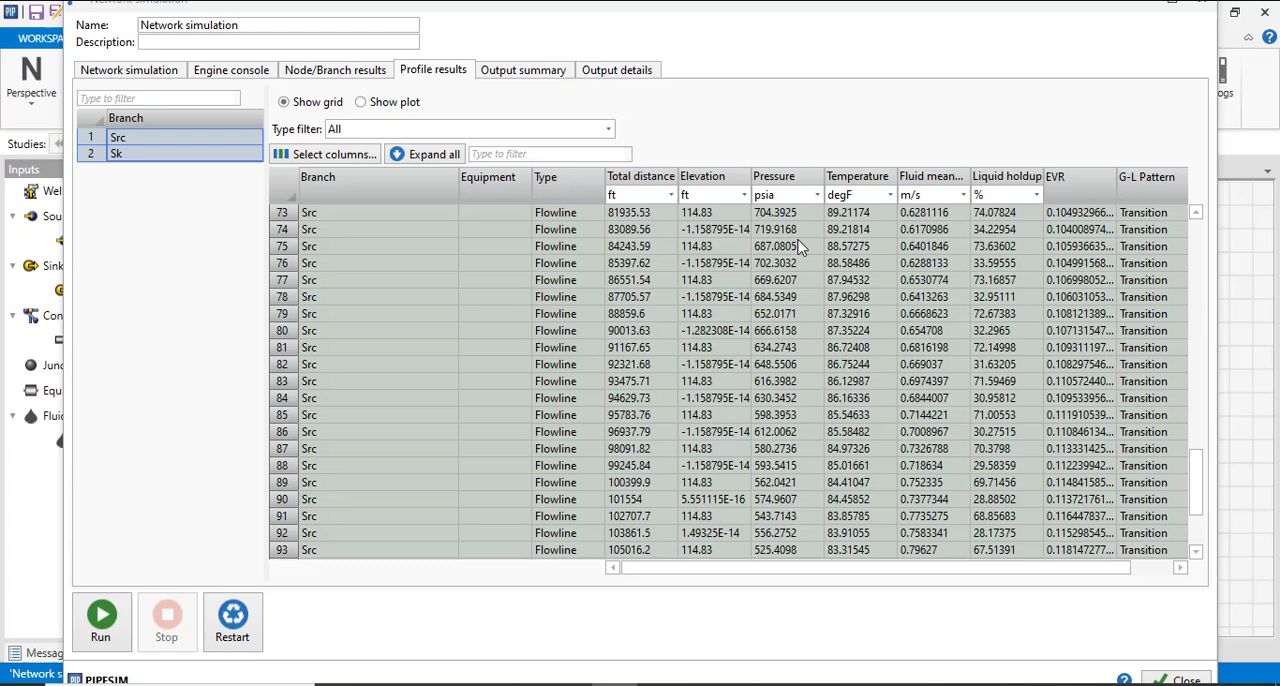 Name: Network simulation
Description:
WORKSPA
N
Perspective
ogs
Network simulation Engine console Node/Branch results Profile results Output summary Output details
Type to filter
Show grid Show plot
Branch
Type filter: All
1 Src
Studies:
2 Sk
Select columns... Expand all Type to filter
Inputs
Branch Equipment Type Total distance Elevation Pressure Temperature Fluid mean... Liquid holdup EVR G-L Pattern
ft ft psia degF m/s %
Wel
Sou
Sink
Con
Junc
Equ
Fluid
73 Src Flowline 81935.53 114.83 704.3925 89.21174 0.6281116 74.07824 0.104932966... Transition
74 Src Flowline 83089.56 -1.158795E-14 719.9168 89.21814 0.6170986 34.22954 0.104008974... Transition
75 Src Flowline 84243.59 114.83 687.0805 88.57275 0.6401846 73.63602 0.105936635... Transition
76 Src Flowline 85397.62 -1.158795E-14 702.3032 88.58486 0.6288133 33.59555 0.104991568... Transition
77 Src Flowline 86551.54 114.83 669.6207 87.94532 0.6530774 73.16857 0.106998052... Transition
78 Src Flowline 87705.57 -1.158795E-14 684.5349 87.96298 0.6413263 32.95111 0.106031053... Transition
79 Src Flowline 88859.6 114.83 652.0171 87.32916 0.6668623 72.67383 0.108121389... Transition
80 Src Flowline 90013.63 -1.282308E-14 666.6158 87.35224 0.654708 32.2965 0.107131547... Transition
81 Src Flowline 91167.65 114.83 634.2743 86.72408 0.6816198 72.14998 0.109311197... Transition
82 Src Flowline 92321.68 -1.158795E-14 648.5506 86.75244 0.669037 31.63205 0.108297546... Transition
83 Src Flowline 93475.71 114.83 616.3982 86.12987 0.6974397 71.59469 0.110572440... Transition
84 Src Flowline 94629.73 -1.158795E-14 630.3452 86.16336 0.6844007 30.95812 0.109533956... Transition
85 Src Flowline 95783.76 114.83 598.3953 85.54633 0.7144221 71.00553 0.111910539... Transition
86 Src Flowline 96937.79 -1.158795E-14 612.0062 85.58482 0.7008967 30.27515 0.110846134... Transition
87 Src Flowline 98091.82 114.83 580.2736 84.97326 0.7326788 70.3798 0.113331425... Transition
88 Src Flowline 99245.84 -1.158795E-14 593.5415 85.01661 0.718634 29.58359 0.112239942... Transition
89 Src Flowline 100399.9 114.83 562.0421 84.41047 0.752335 69.71456 0.114841585... Transition
90 Src Flowline 101554 5.551115E-16 574.9607 84.45852 0.7377344 28.88502 0.113721761... Transition
91 Src Flowline 102707.7 114.83 543.7143 83.85785 0.7735275 68.85683 0.116447837... Transition
92 Src Flowline 103861.5 1.49325E-14 556.2752 83.91055 0.7583341 28.17375 0.115298545... Transition
93 Src Flowline 105016.2 114.83 525.4098 83.31545 0.79627 67.51391 0.118147277... Transition
Run Stop Restart
Messag
'Network s
PIPESIM
Close